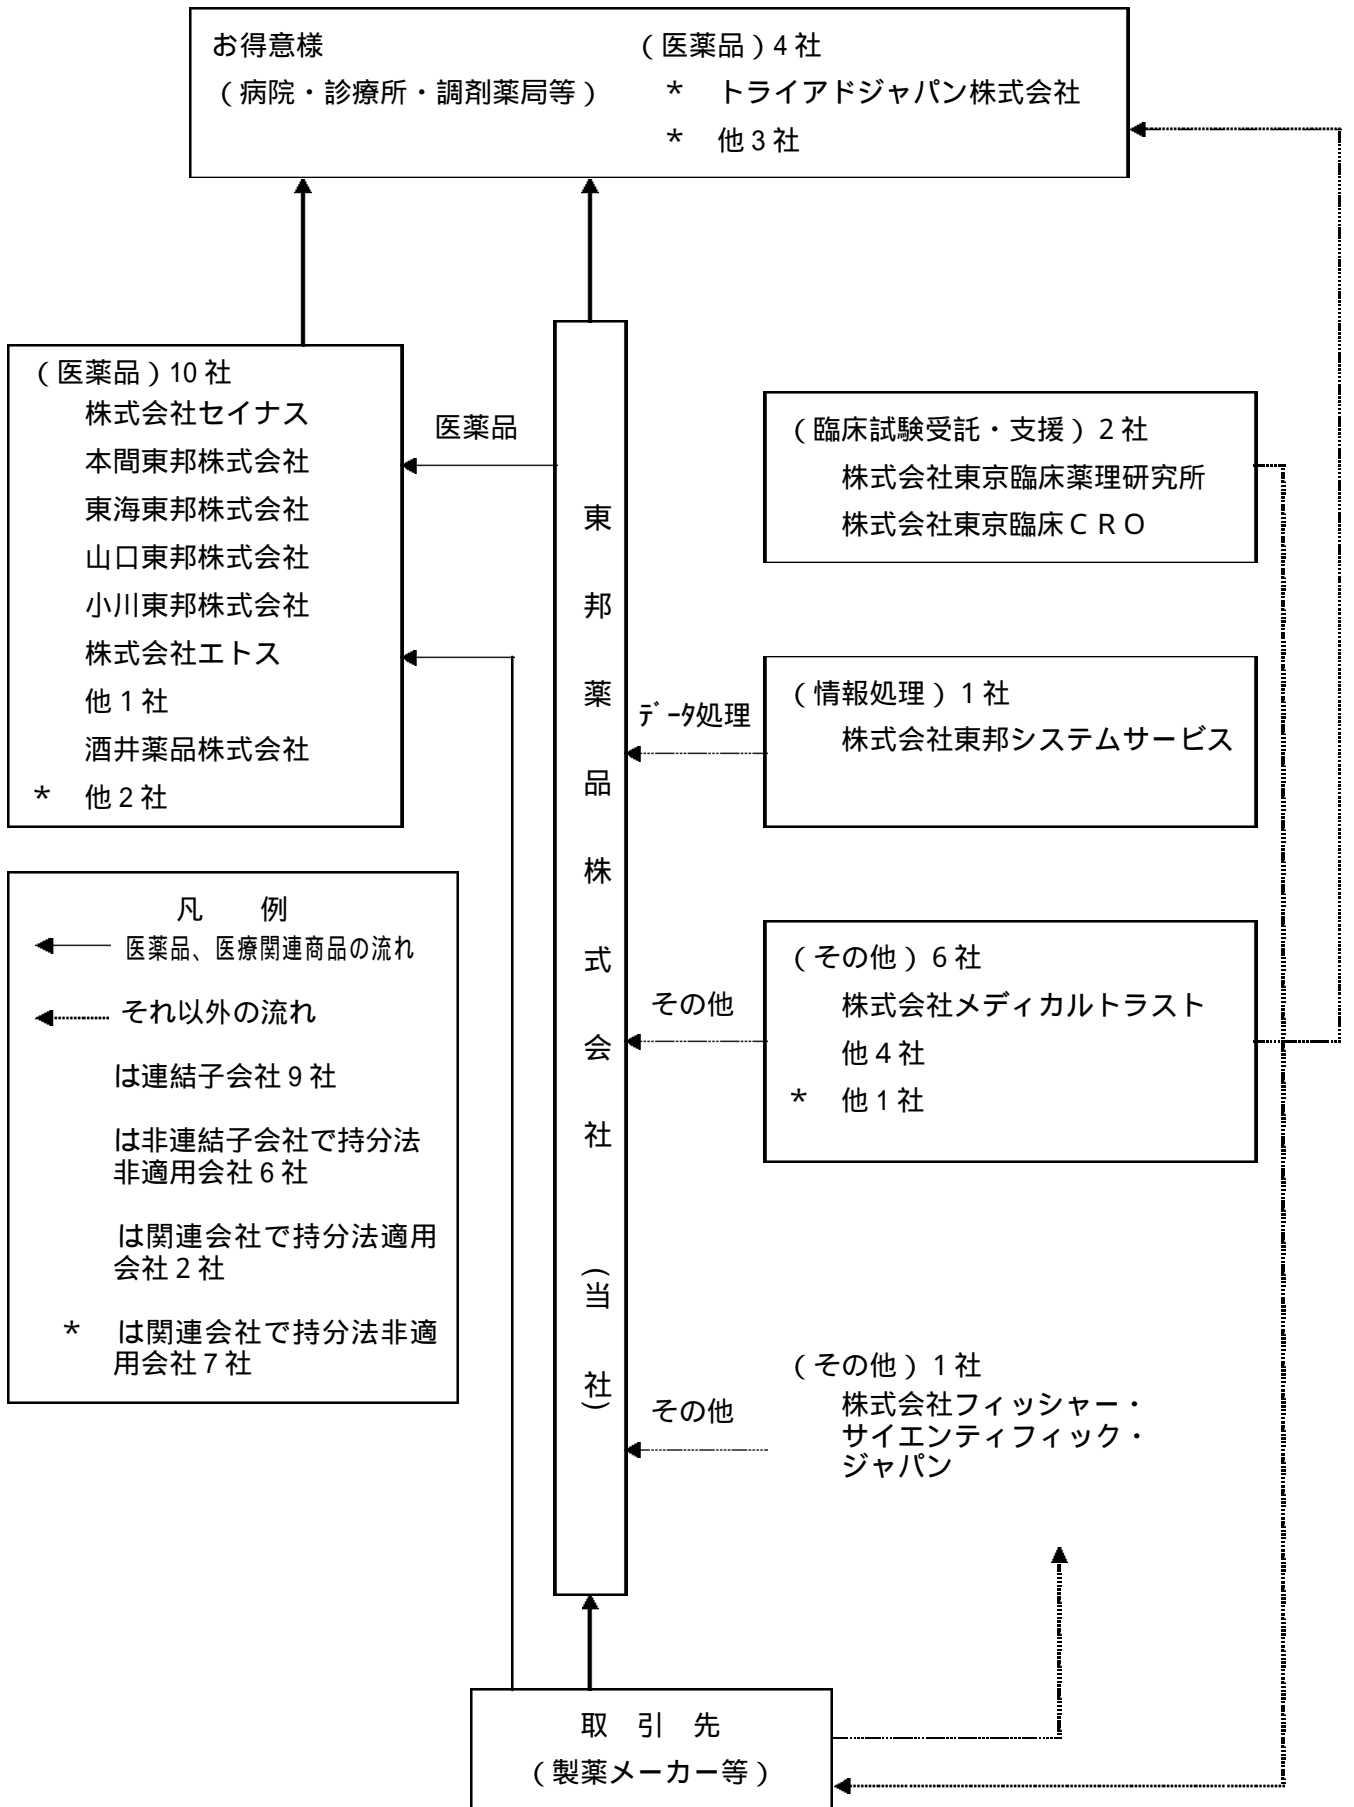 お得意様
（病院・診療所・調剤薬局等）
（医薬品）4社
* トライアドジャパン株式会社
* 他3社
（医薬品）10社
株式会社セイナス
本間東邦株式会社
東海東邦株式会社
山口東邦株式会社
小川東邦株式会社
株式会社エトス
他1社
酒井薬品株式会社
* 他2社
医薬品
東邦薬品株式会社（当社）
（臨床試験受託・支援）2社
株式会社東京臨床薬理研究所
株式会社東京臨床ＣＲＯ
ﾃﾞｰﾀ処理
（情報処理）1社
株式会社東邦システムサービス
その他
（その他）6社
株式会社メディカルトラスト
他4社
* 他1社
その他
（その他）1社
株式会社フィッシャー・
サイエンティフィック・
ジャパン
凡　例
医薬品、医療関連商品の流れ
それ以外の流れ
は連結子会社9社
は非連結子会社で持分法
非適用会社6社
は関連会社で持分法適用
会社2社
* は関連会社で持分法非適
用会社7社
取　引　先
（製薬メーカー等）